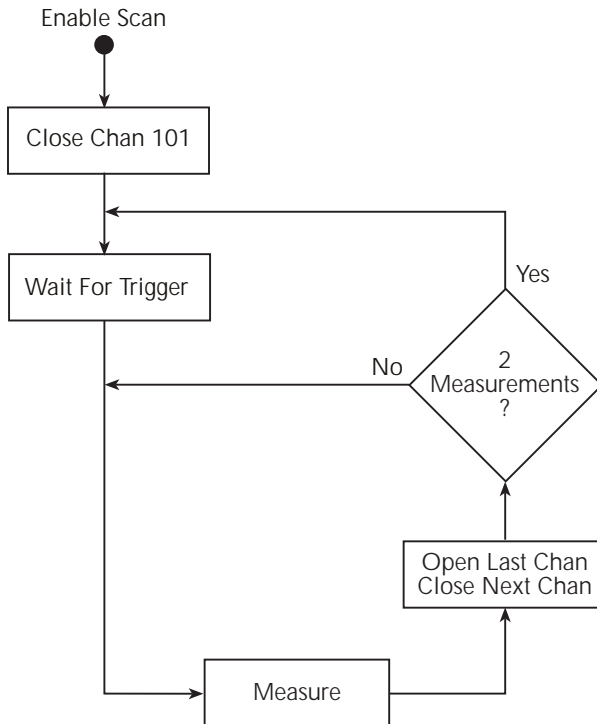 Enable Scan
Close Chan 101
Wait For Trigger
Yes
No
2
Measurements
?
Open Last Chan
Close Next Chan
Measure